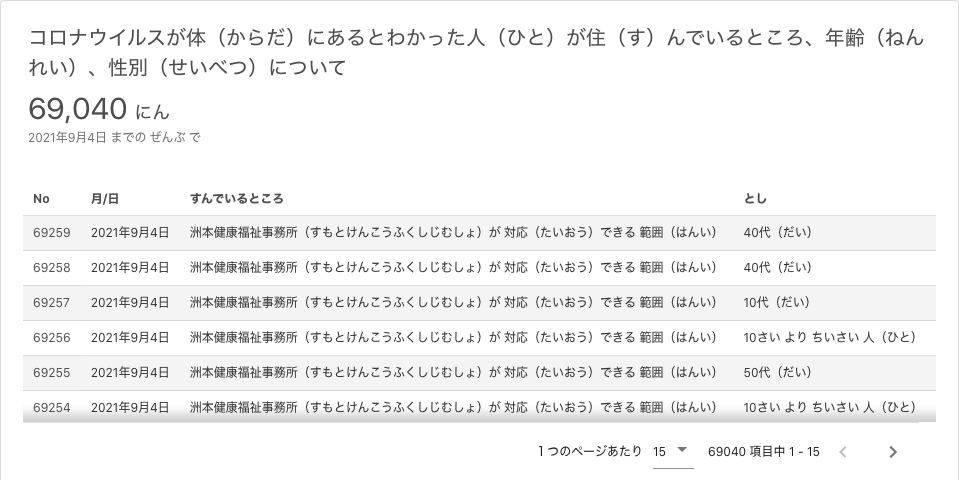 コロナウイルスが体（からだ）にあるとわかった人（ひと）が住（す）んでいるところ、年齢（ねん
れい）、性別（せいべつ）について
69,040 にん
2021年9月4日 までの ぜんぶ で
No 月/日 すんでいるところ とし
69259 2021年9月4日 洲本健康福祉事務所（すもとけんこうふくしじむしょ）が 対応（たいおう）できる 範囲（はんい） 40代（だい）
69258 2021年9月4日 洲本健康福祉事務所（すもとけんこうふくしじむしょ）が 対応（たいおう）できる 範囲（はんい） 40代（だい）
69257 2021年9月4日 洲本健康福祉事務所（すもとけんこうふくしじむしょ）が 対応（たいおう）できる 範囲（はんい） 10代（だい）
69256 2021年9月4日 洲本健康福祉事務所（すもとけんこうふくしじむしょ）が 対応（たいおう）できる 範囲（はんい） 10さい より ちいさい 人（ひと）
69255 2021年9月4日 洲本健康福祉事務所（すもとけんこうふくしじむしょ）が 対応（たいおう）できる 範囲（はんい） 50代（だい）
69254 2021年9月4日 洲本健康福祉事務所（すもとけんこうふくしじむしょ）が 対応（たいおう）できる 範囲（はんい） 10さい より ちいさい 人（ひと）
1 つのページあたり 15 69040 項目中 1 - 15